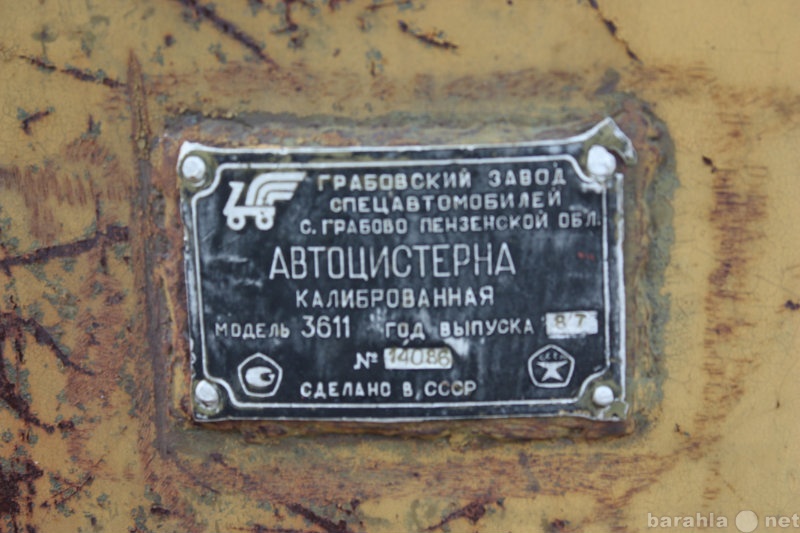 ГРАБОВСКИЙ ЗАВОД
СПЕЦАВТОМОБИЛЕЙ
С. ГРАБОВО ПЕНЗЕНСКОЙ ОБЛ.
АВТОЦИСТЕРНА
КАЛИБРОВАННАЯ
МОДЕЛЬ 3611 ГОД ВЫПУСКА 87
№ 14086
СДЕЛАНО В СССР
barahla net